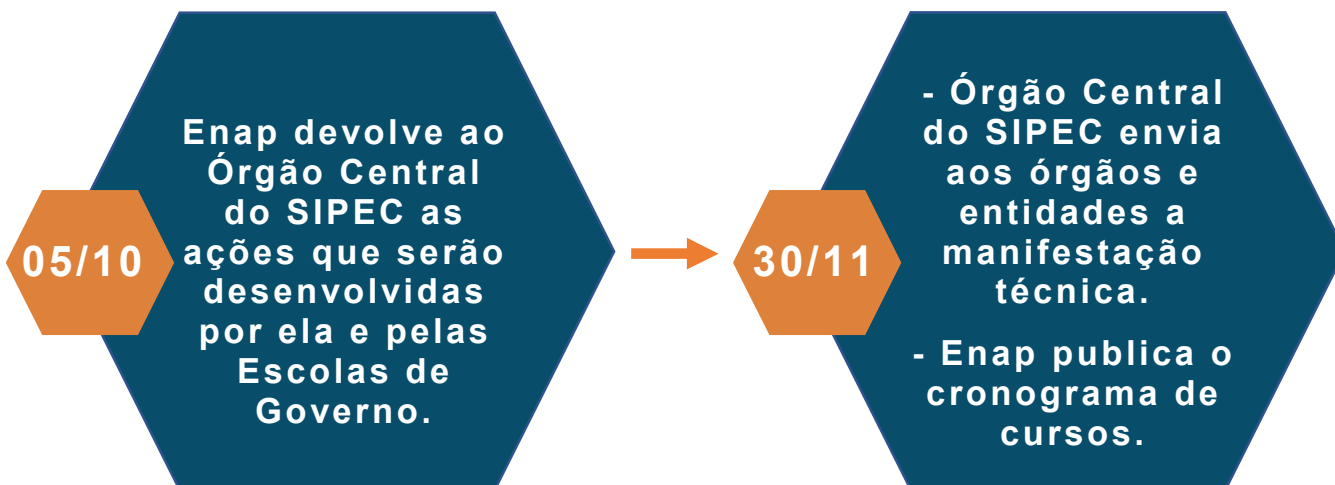 05/10
Enap devolve ao
Órgão Central
do SIPEC as
ações que serão
desenvolvidas
por ela e pelas
Escolas de
Governo.
30/11
- Órgão Central
do SIPEC envia
aos órgãos e
entidades a
manifestação
técnica.
- Enap publica o
cronograma de
cursos.